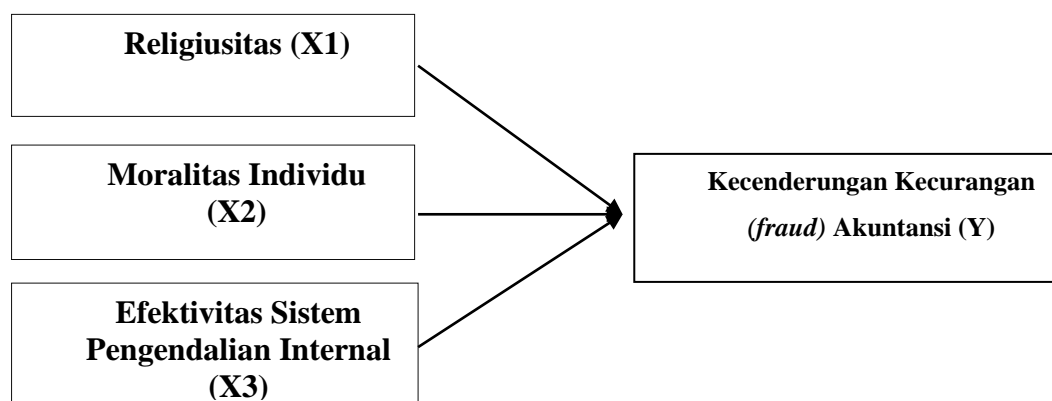 Religiusitas (X1)
Moralitas Individu
(X2)
Efektivitas Sistem
Pengendalian Internal
(X3)
Kecenderungan Kecurangan
(fraud) Akuntansi (Y)